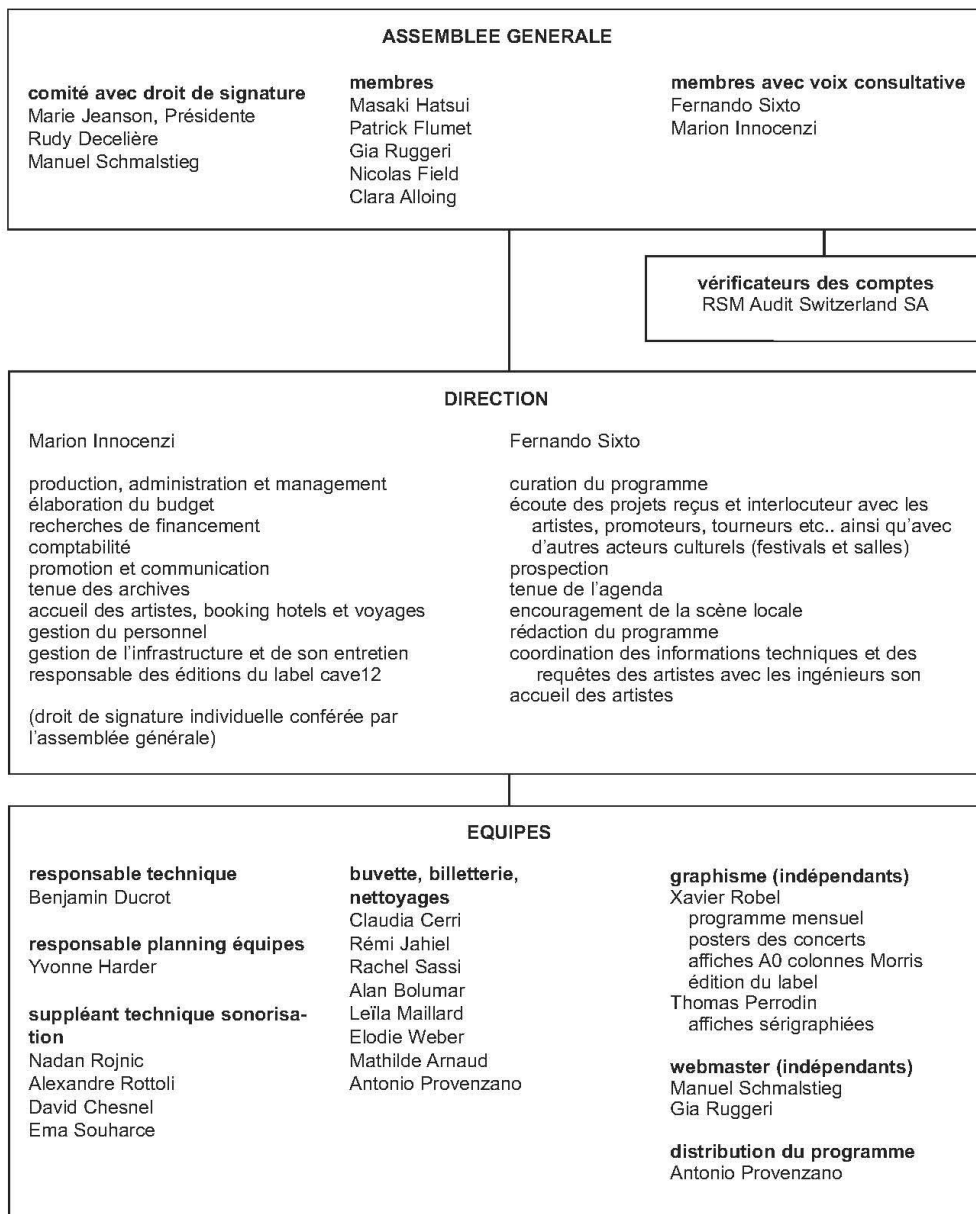 ASSEMBLEE GENERALE
comité avec droit de signature
Marie Jeanson, Présidente
Rudy Decelière
Manuel Schmalstieg
membres
Masaki Hatsui
Patrick Flumet
Gia Ruggeri
Nicolas Field
Clara Alloing
membres avec voix consultative
Fernando Sixto
Marion Innocenzi
vérificateurs des comptes
RSM Audit Switzerland SA
DIRECTION
Marion Innocenzi
production, administration et management
élaboration du budget
recherches de financement
comptabilité
promotion et communication
tenue des archives
accueil des artistes, booking hotels et voyages
gestion du personnel
gestion de l'infrastructure et de son entretien
responsable des éditions du label cave12
(droit de signature individuelle conférée par
l'assemblée générale)
Fernando Sixto
curation du programme
écoute des projets reçus et interlocuteur avec les
artistes, promoteurs, tourneurs etc.. ainsi qu'avec
d'autres acteurs culturels (festivals et salles)
prospection
tenue de l'agenda
encouragement de la scène locale
rédaction du programme
coordination des informations techniques et des
requêtes des artistes avec les ingénieurs son
accueil des artistes
EQUIPES
responsable technique
Benjamin Ducrot
responsable planning équipes
Yvonne Harder
suppléant technique sonorisa-
tion
Nadan Rojnic
Alexandre Rottoli
David Chesnel
Ema Souharce
buvette, billetterie,
nettoyages
Claudia Cerri
Rémi Jahiel
Rachel Sassi
Alan Bolumar
Leïla Maillard
Elodie Weber
Mathilde Arnaud
Antonio Provenzano
graphisme (indépendants)
Xavier Robel
programme mensuel
posters des concerts
affiches A0 colonnes Morris
édition du label
Thomas Perrodin
affiches sérigraphiées
webmaster (indépendants)
Manuel Schmalstieg
Gia Ruggeri
distribution du programme
Antonio Provenzano